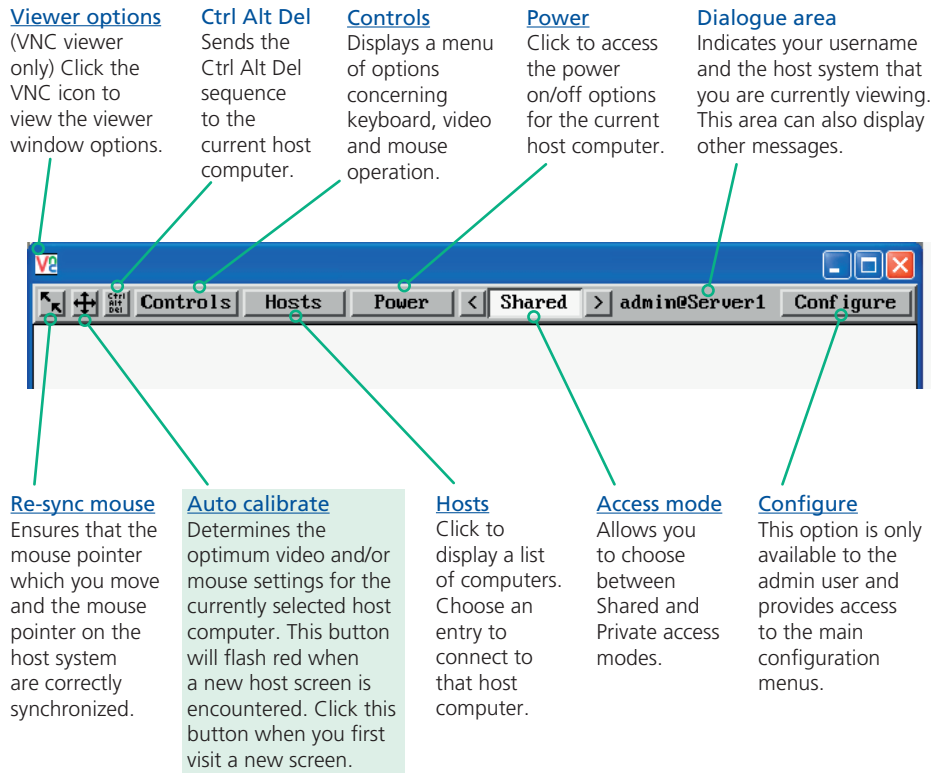 Viewer options
(VNC viewer
only) Click the
VNC icon to
view the viewer
window options.
Ctrl Alt Del
Sends the
Ctrl Alt Del
sequence
to the
current host
computer.
Controls
Displays a menu
of options
concerning
keyboard, video
and mouse
operation.
Power
Click to access
the power
on/off options
for the current
host computer.
Dialogue area
Indicates your username
and the host system that
you are currently viewing.
This area can also display
other messages.
Ctrl
Alt
Del
Controls
Hosts
Power
<
Shared
>
admin@Server1
Configure
Re-sync mouse
Ensures that the
mouse pointer
which you move
and the mouse
pointer on the
host system
are correctly
synchronized.
Auto calibrate
Determines the
optimum video and/or
mouse settings for the
currently selected host
computer. This button
will flash red when
a new host screen is
encountered. Click this
button when you first
visit a new screen.
Hosts
Click to
display a list
of computers.
Choose an
entry to
connect to
that host
computer.
Access mode
Allows you
to choose
between
Shared and
Private access
modes.
Configure
This option is only
available to the
admin user and
provides access
to the main
configuration
menus.